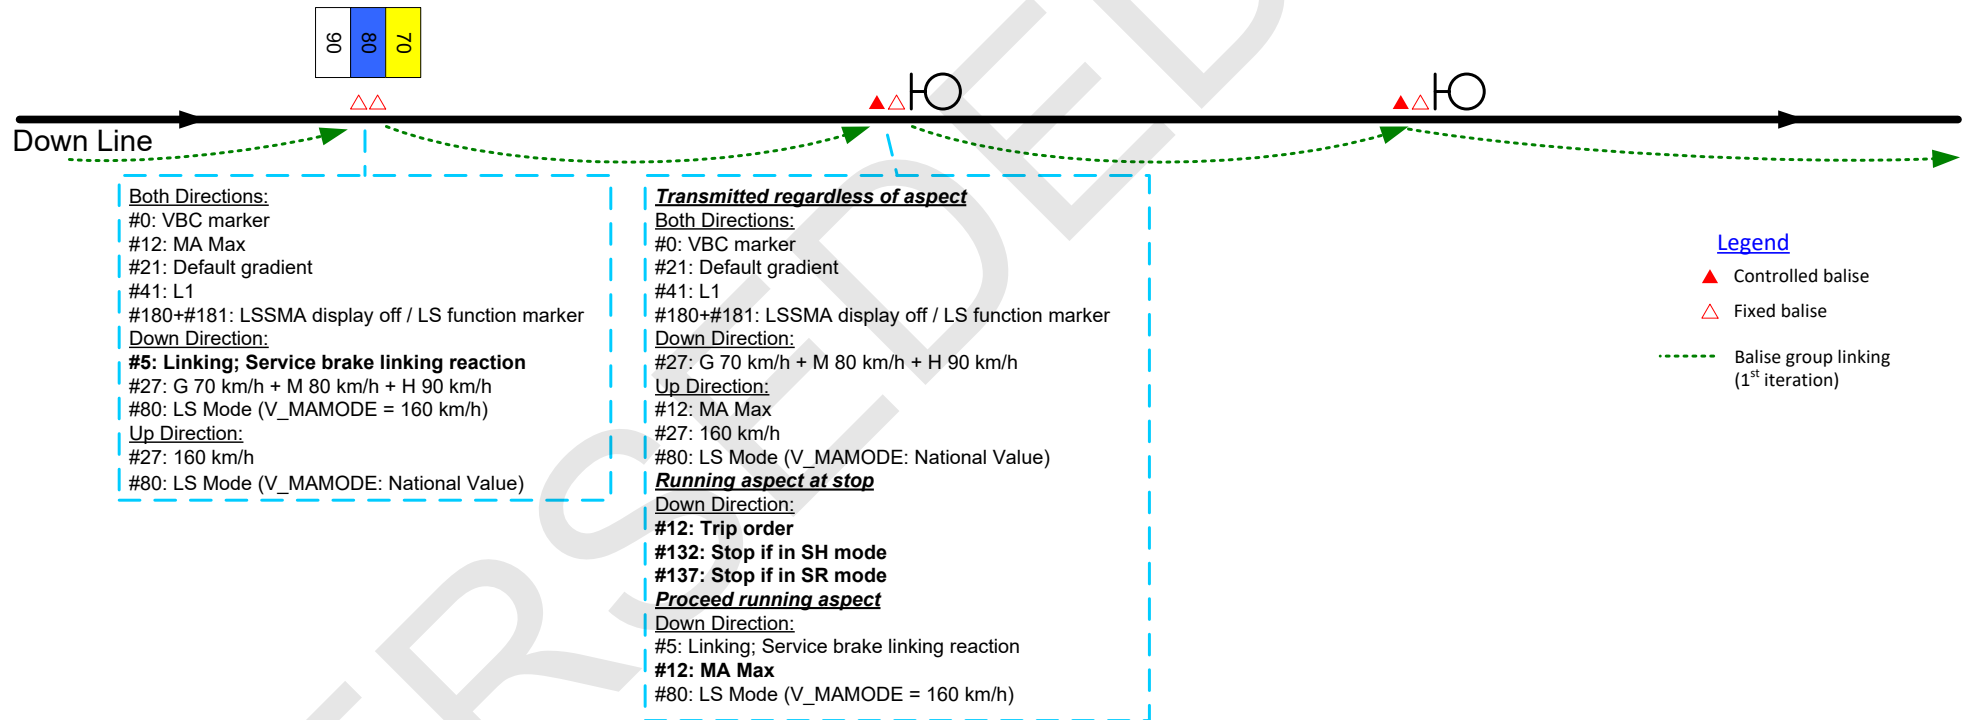 90
80
70
Down Line
Both Directions:
#0: VBC marker
#12: MA Max
#21: Default gradient
#41: L1
#180+#181: LSSMA display off / LS function marker
Down Direction:
#5: Linking; Service brake linking reaction
#27: G 70 km/h + M 80 km/h + H 90 km/h
#80: LS Mode (V_MAMODE = 160 km/h)
Up Direction:
#27: 160 km/h
#80: LS Mode (V_MAMODE: National Value)
Transmitted regardless of aspect
Both Directions:
#0: VBC marker
#21: Default gradient
#41: L1
#180+#181: LSSMA display off / LS function marker
Down Direction:
#27: G 70 km/h + M 80 km/h + H 90 km/h
Up Direction:
#12: MA Max
#27: 160 km/h
#80: LS Mode (V_MAMODE: National Value)
Running aspect at stop
Down Direction:
#12: Trip order
#132: Stop if in SH mode
#137: Stop if in SR mode
Proceed running aspect
Down Direction:
#5: Linking; Service brake linking reaction
#12: MA Max
#80: LS Mode (V_MAMODE = 160 km/h)
Legend
Controlled balise
Fixed balise
Balise group linking
(1st iteration)
ERSEDED